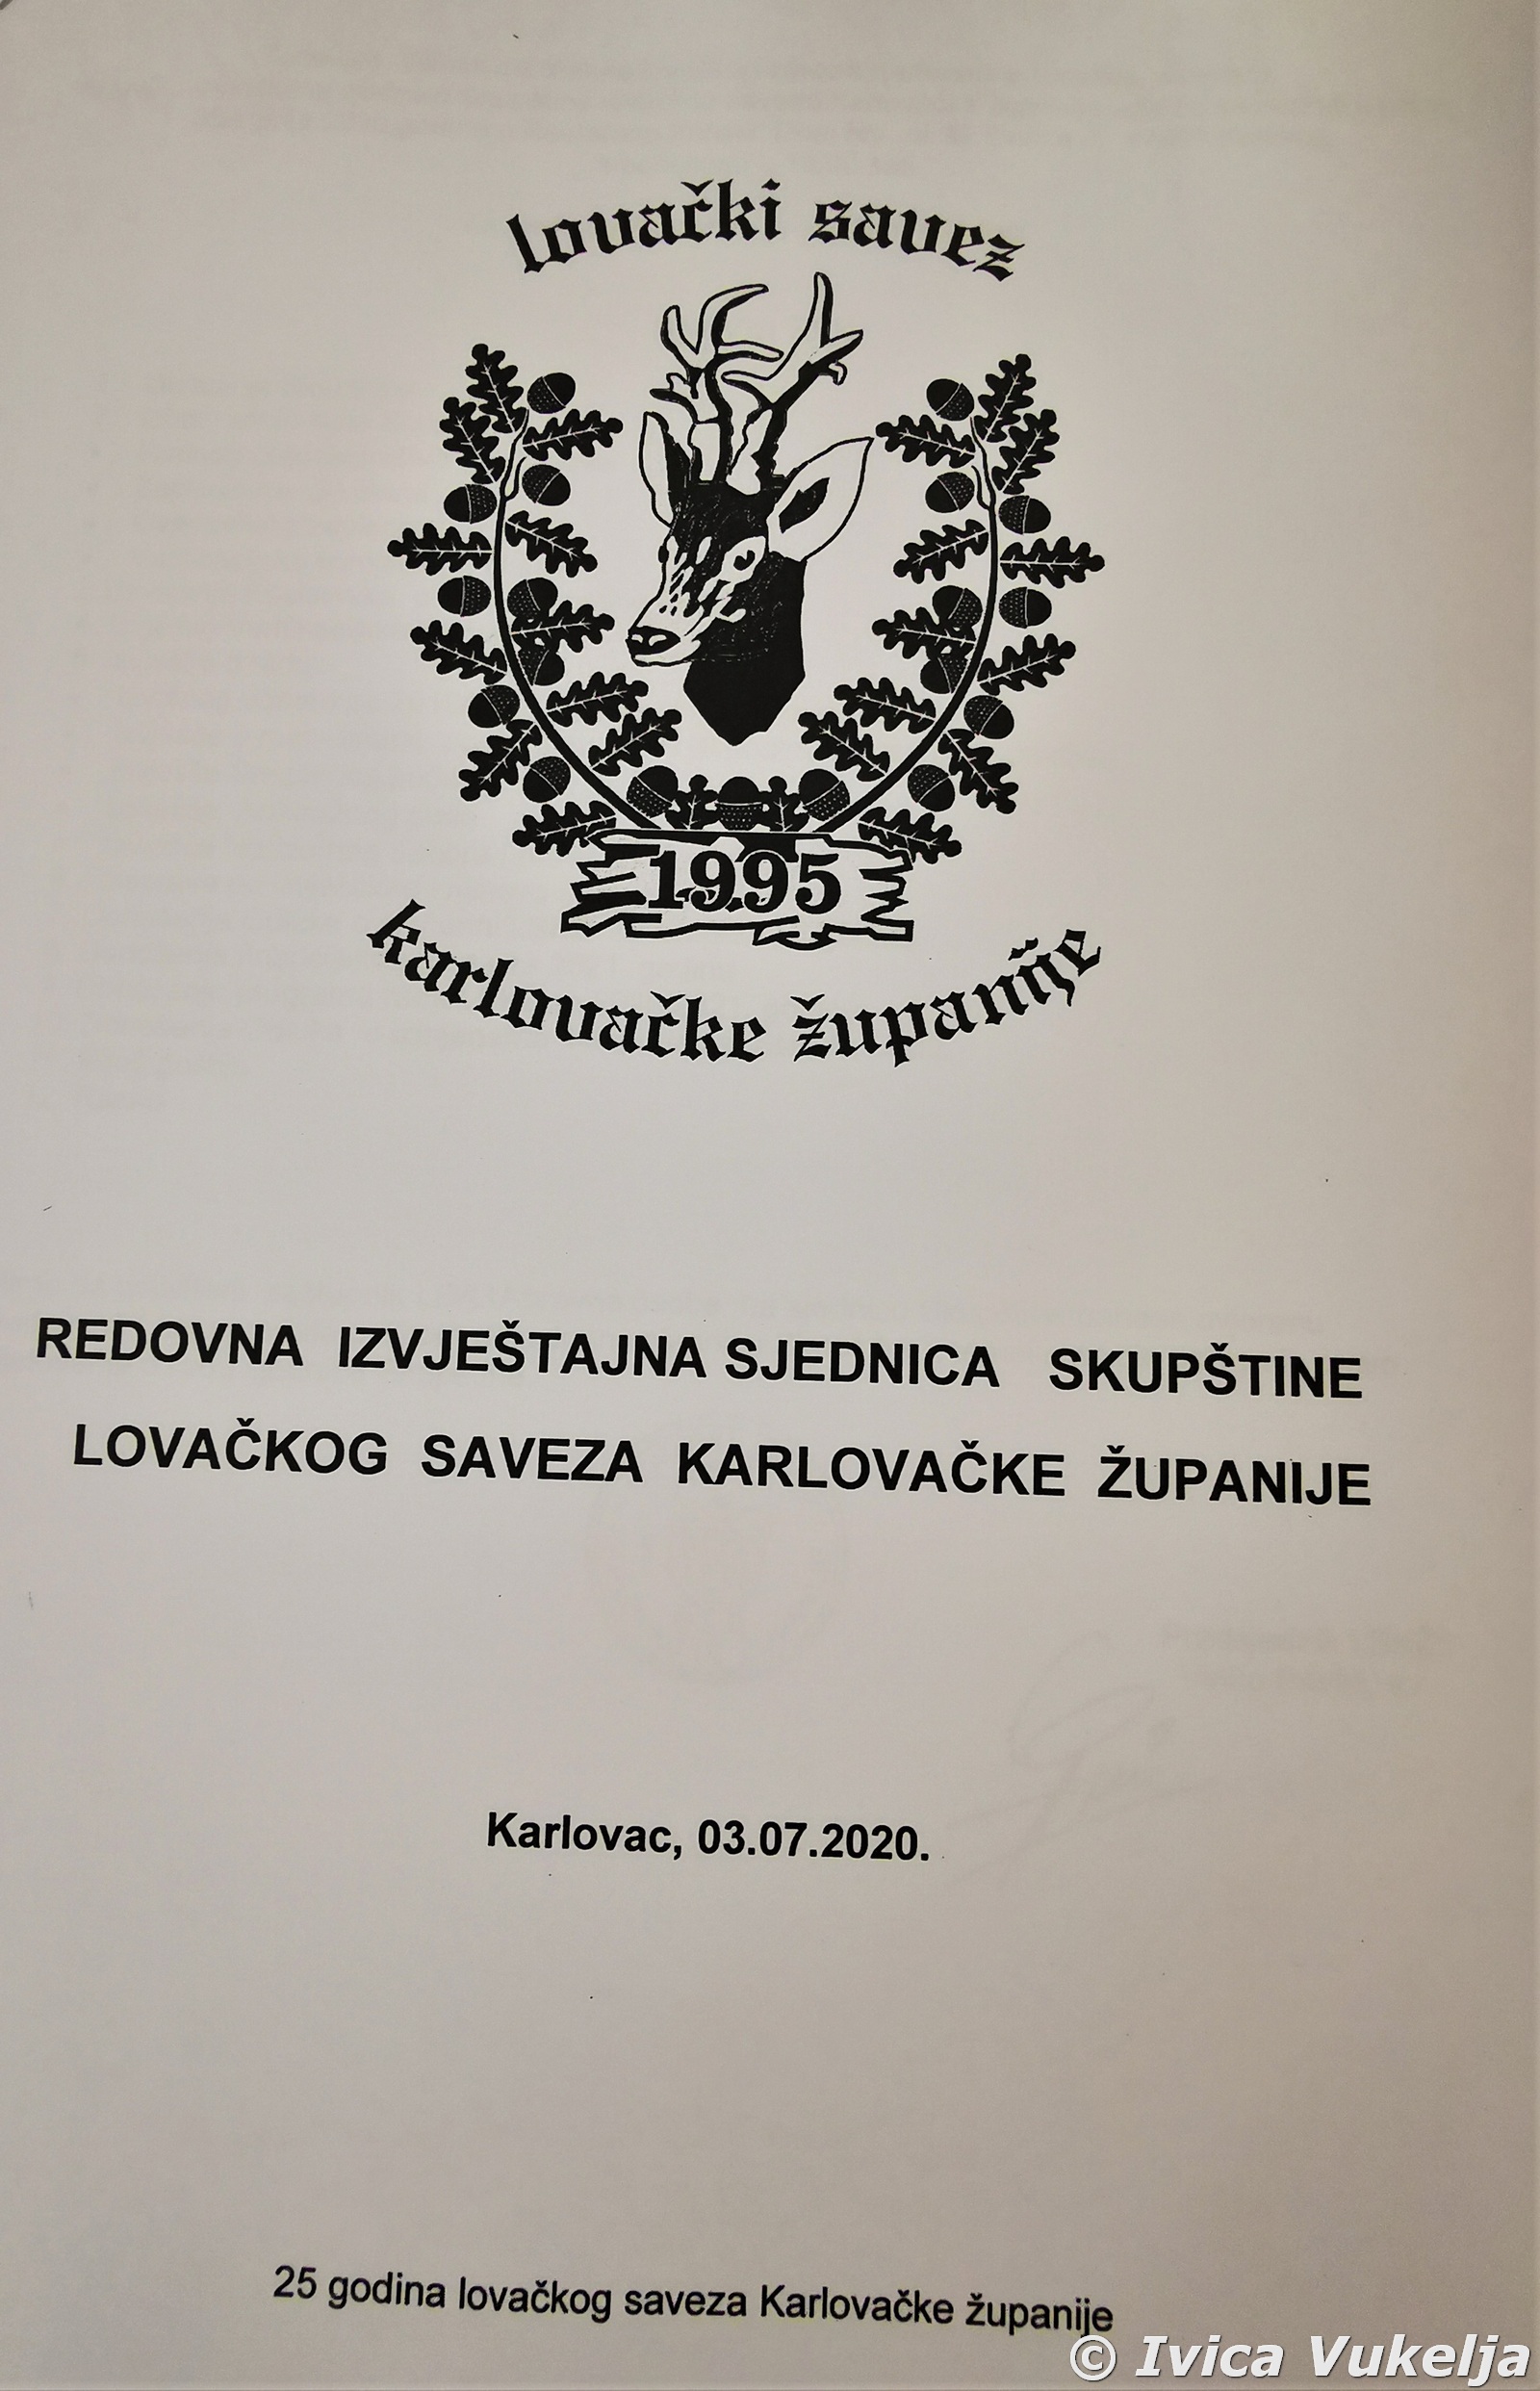 lovački savez
1995
karlovačke županije
REDOVNA IZVJEŠTAJNA SJEDNICA SKUPŠTINE
LOVAČKOG SAVEZA KARLOVAČKE ŽUPANIJE
Karlovac, 03.07.2020.
25 godina lovačkog saveza Karlovačke županije
© Ivica Vukelja